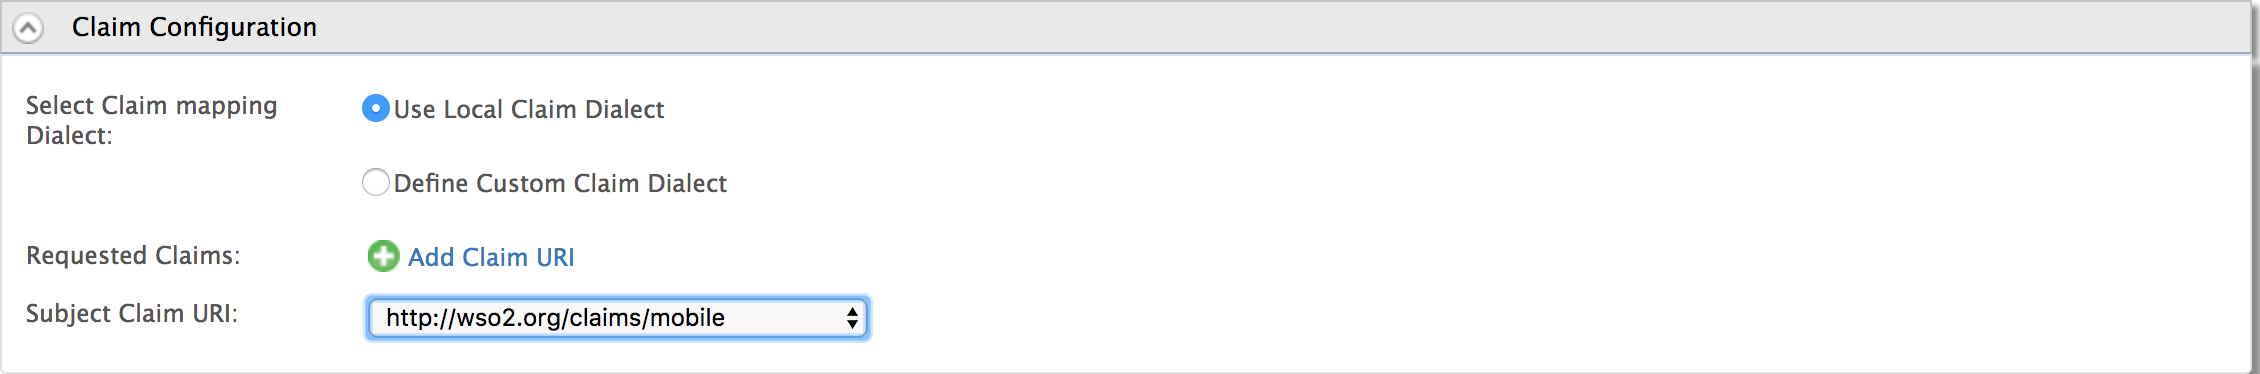 Claim Configuration
Select Claim mapping
Dialect:
Use Local Claim Dialect
Define Custom Claim Dialect
Requested Claims:
Add Claim URI
Subject Claim URI:
http://wso2.org/claims/mobile